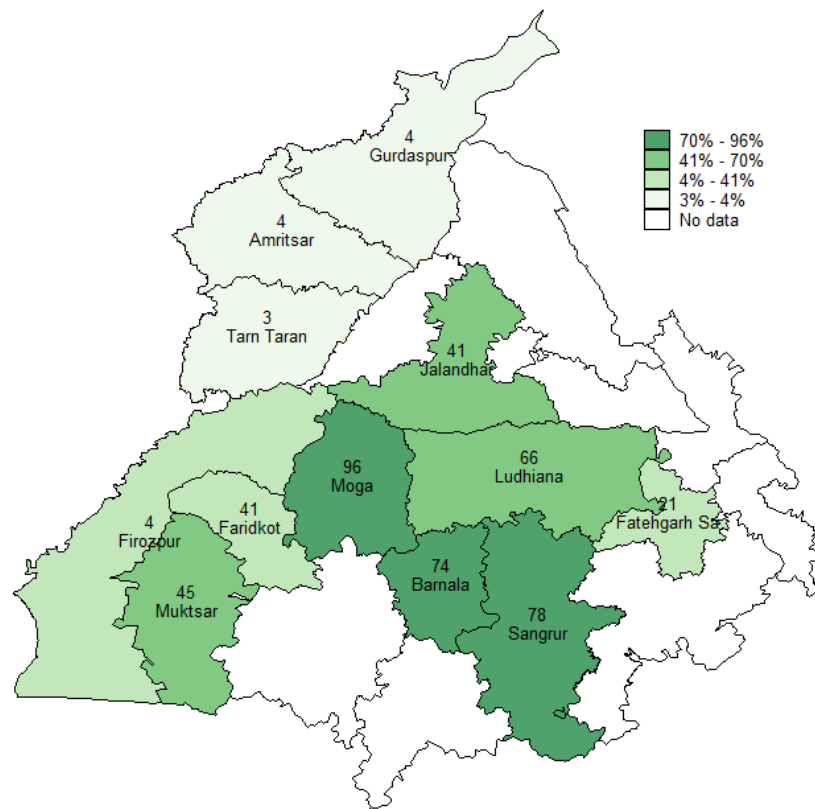 4
Gurdaspur
70% - 96%
41% - 70%
4% - 41%
3% - 4%
No data
4
Amritsar
3
Tarn Taran
41
Jalandhar
96
Moga
66
Ludhiana
41
Faridkot
21
Fatehgarh Sa
4
Firozpur
45
Muktsar
74
Barnala
78
Sangrur